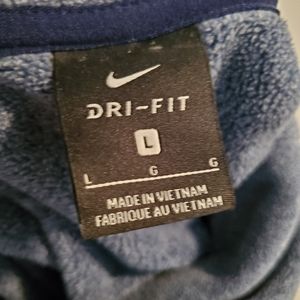 DRI-FIT
L
L G G
MADE IN VIETNAM
FABRIQUE AU VIETNAM